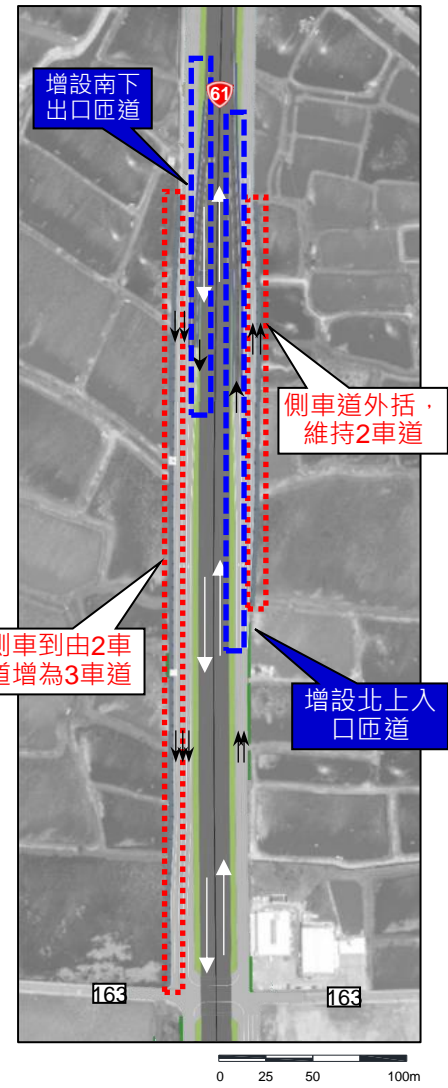 增設南下
出口匝道
61
側車道外括，
維持2車道
側車到由2車
道增為3車道
增設北上入
口匝道
163
163
0 25 50 100m